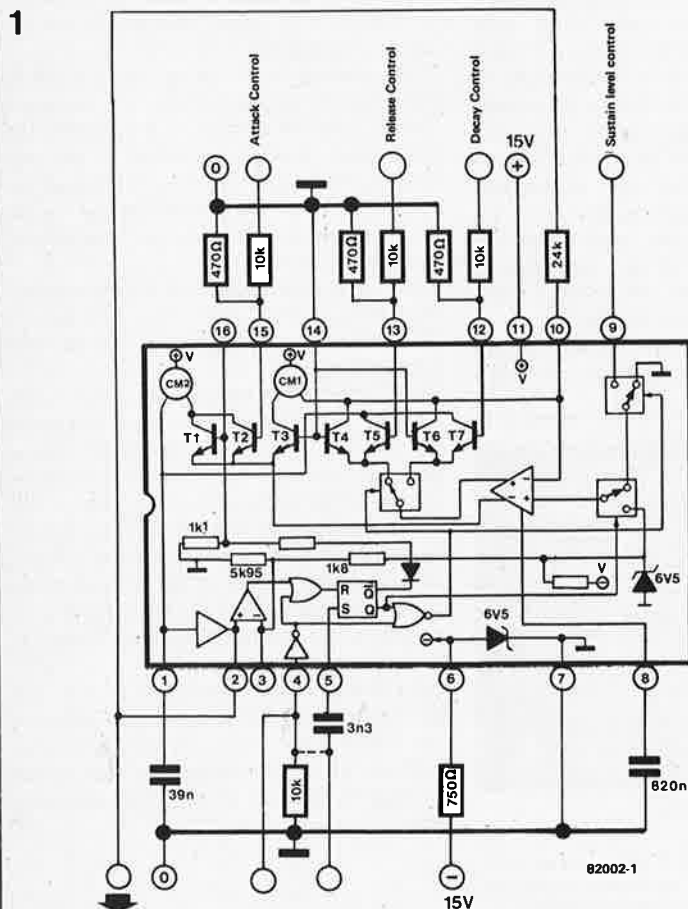 1
Attack Control
Release Control
Decay Control
Sustain level control
15V
0
+
470Ω
10k
470Ω
10k
470Ω
10k
24k
16
15
14
13
12
11
10
9
+ V
+ V
V
CM2
CM1
T1
T2
T3
T4
T5
T6
T7
+ -
- +
1k1
5k95
1k8
V -
6V5
R Q̅
S Q
+ -
6V5
-
1
2
3
4
5
6
7
8
39n
3n3
10k
750Ω
820n
0
-
15V
82002-1